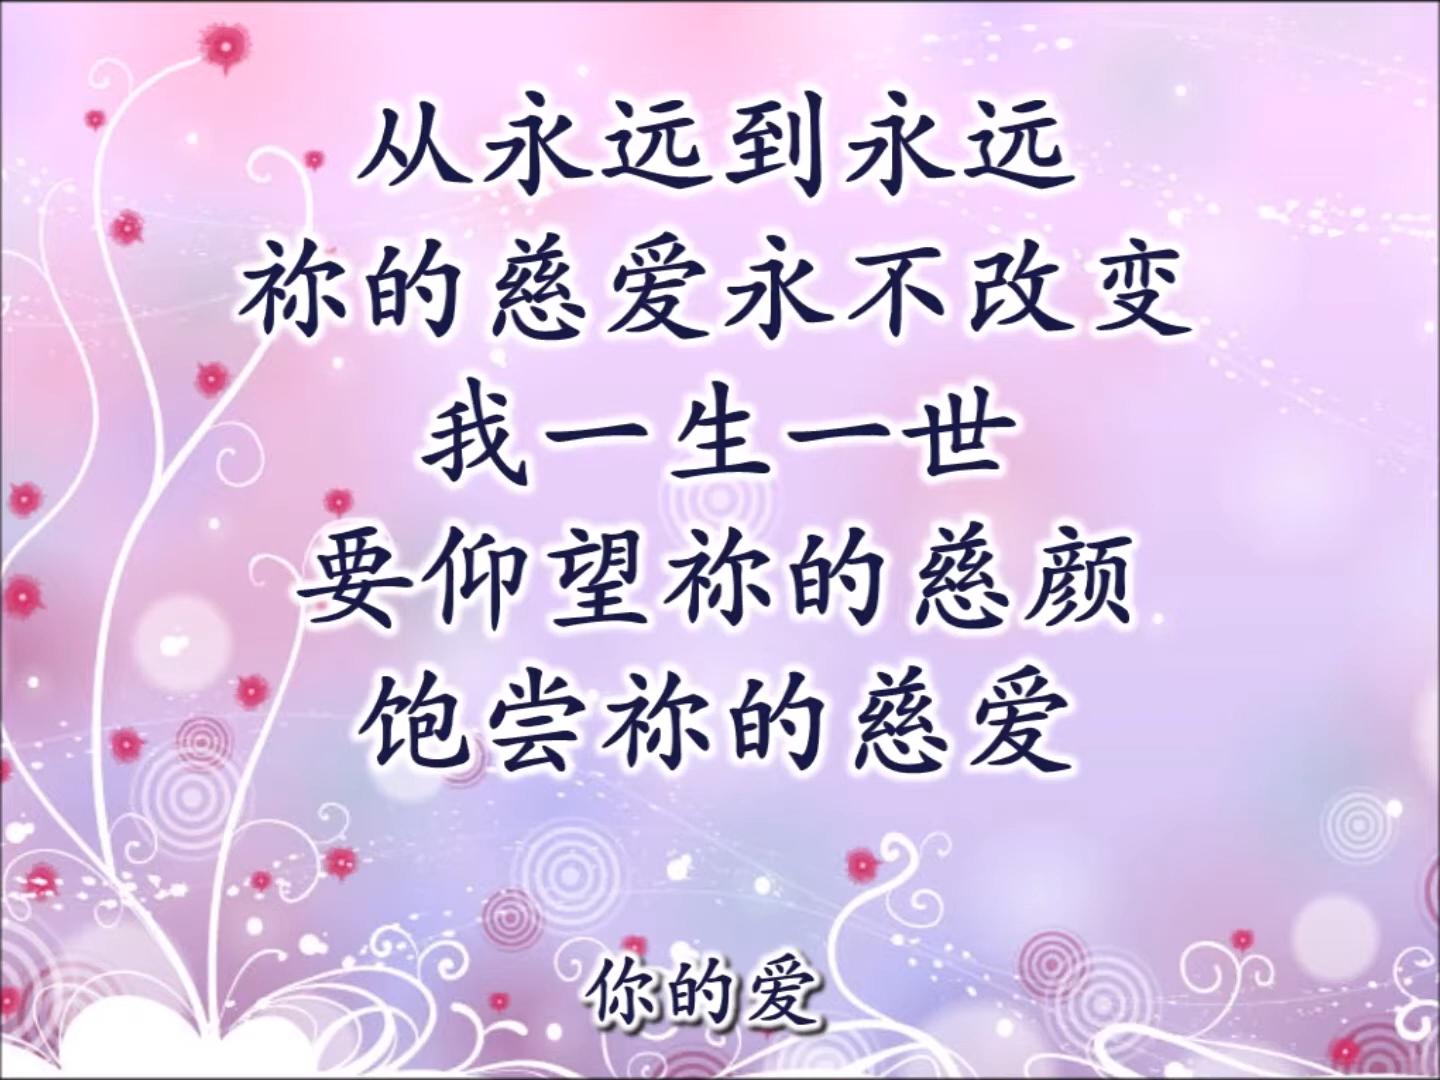 从永远到永远
祢的慈爱永不改变
我一生一世
要仰望祢的慈颜
饱尝祢的慈爱
你的爱